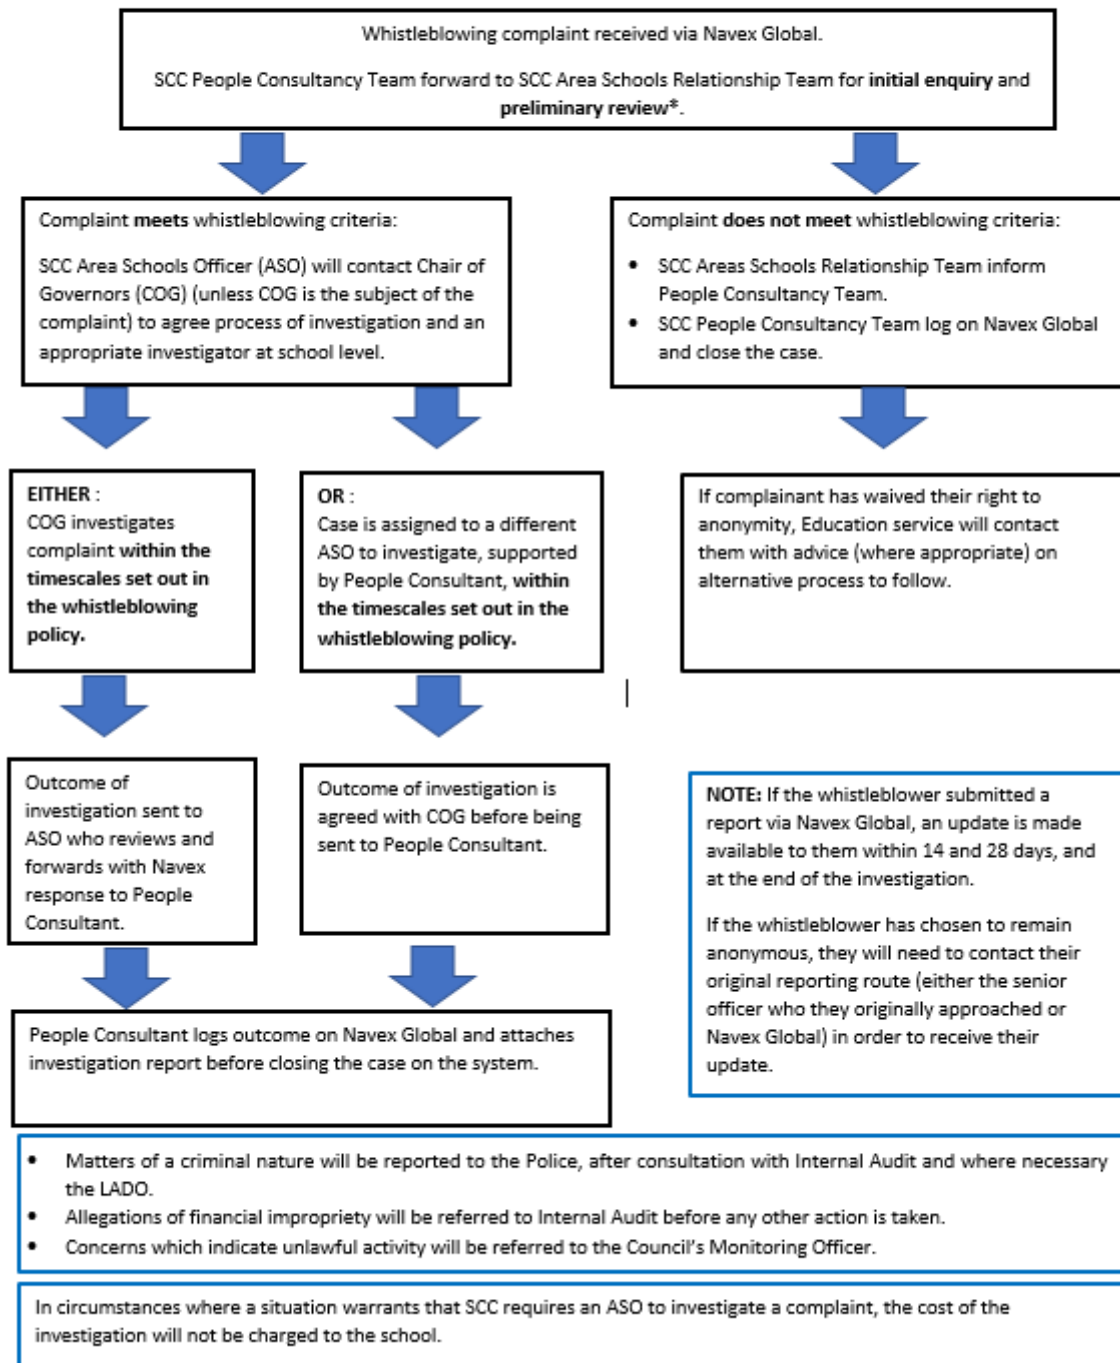 Whistleblowing complaint received via Navex Global.
SCC People Consultancy Team forward to SCC Area Schools Relationship Team for initial enquiry and
preliminary review*.
Complaint meets whistleblowing criteria:
SCC Area Schools Officer (ASO) will contact Chair of
Governors (COG) (unless COG is the subject of the
complaint) to agree process of investigation and an
appropriate investigator at school level.
Complaint does not meet whistleblowing criteria:
• SCC Areas Schools Relationship Team inform
People Consultancy Team.
• SCC People Consultancy Team log on Navex Global
and close the case.
EITHER :
COG investigates
complaint within the
timescales set out in
the whistleblowing
policy.
OR :
Case is assigned to a different
ASO to investigate, supported
by People Consultant, within
the timescales set out in the
whistleblowing policy.
If complainant has waived their right to
anonymity, Education service will contact
them with advice (where appropriate) on
alternative process to follow.
Outcome of
investigation sent to
ASO who reviews and
forwards with Navex
response to People
Consultant.
Outcome of investigation is
agreed with COG before being
sent to People Consultant.
NOTE: If the whistleblower submitted a
report via Navex Global, an update is made
available to them within 14 and 28 days, and
at the end of the investigation.
If the whistleblower has chosen to remain
anonymous, they will need to contact their
original reporting route (either the senior
officer who they originally approached or
Navex Global) in order to receive their
update.
People Consultant logs outcome on Navex Global and attaches
investigation report before closing the case on the system.
• Matters of a criminal nature will be reported to the Police, after consultation with Internal Audit and where necessary
the LADO.
• Allegations of financial impropriety will be referred to Internal Audit before any other action is taken.
• Concerns which indicate unlawful activity will be referred to the Council's Monitoring Officer.
In circumstances where a situation warrants that SCC requires an ASO to investigate a complaint, the cost of the
investigation will not be charged to the school.